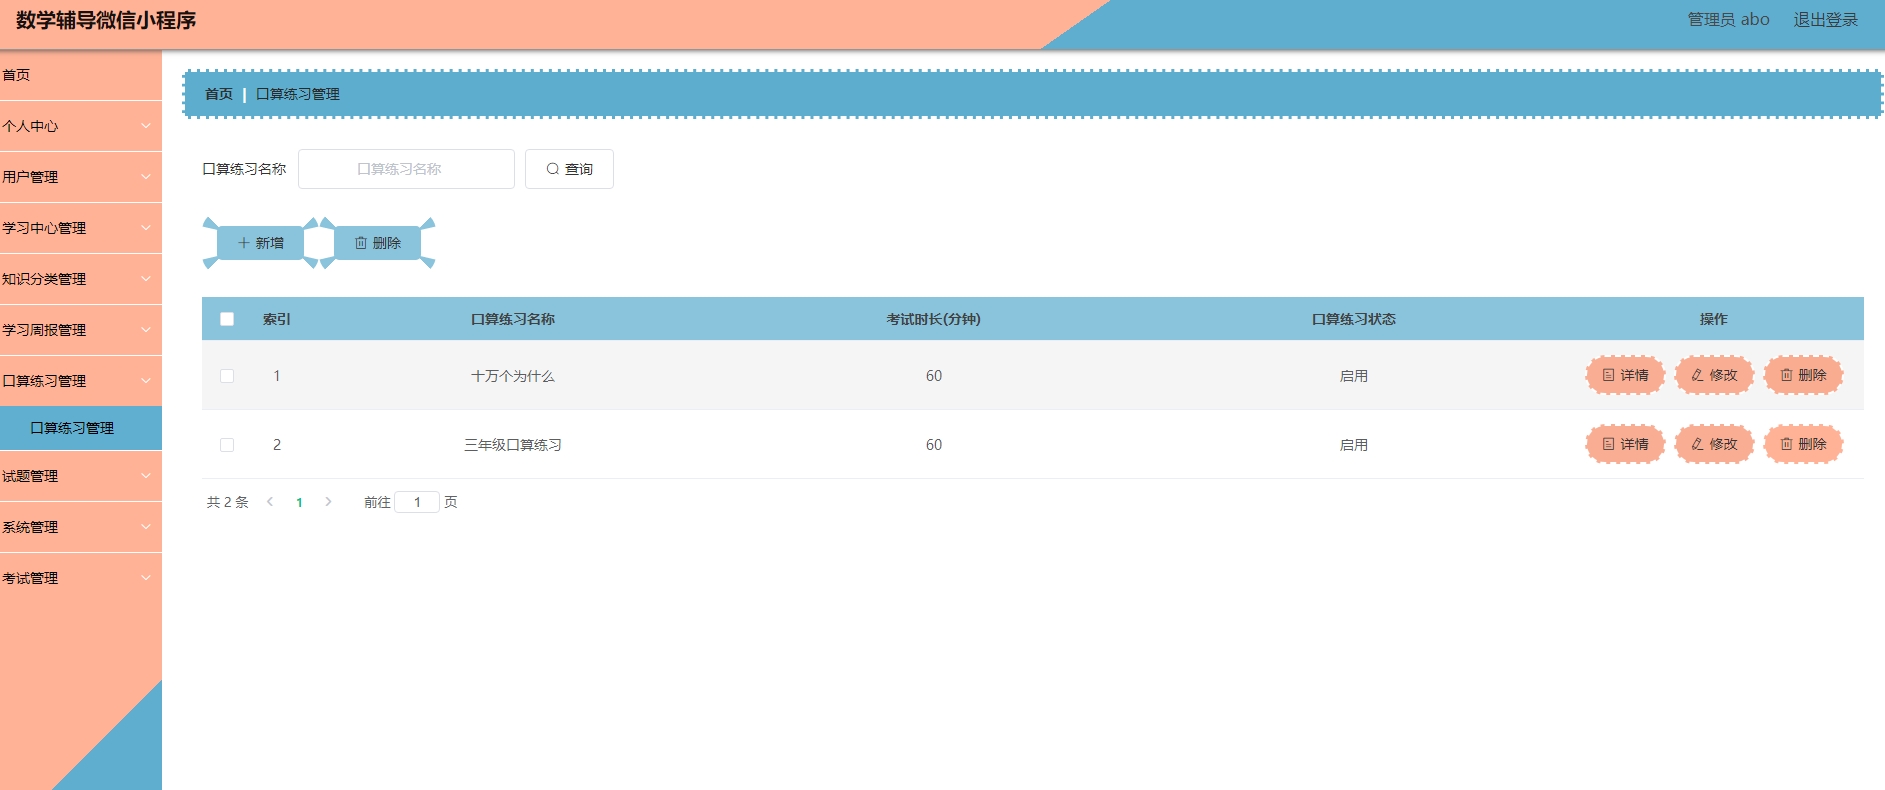 数学辅导微信小程序
管理员 abo 退出登录
首页
个人中心
用户管理
学习中心管理
知识分类管理
学习周报管理
口算练习管理
口算练习管理
试题管理
系统管理
考试管理
首页 | 口算练习管理
口算练习名称 口算练习名称 查询
新增 删除
索引 口算练习名称 考试时长(分钟) 口算练习状态 操作
1 十万个为什么 60 启用 详情 修改 删除
2 三年级口算练习 60 启用 详情 修改 删除
共 2 条 1 前往 1 页